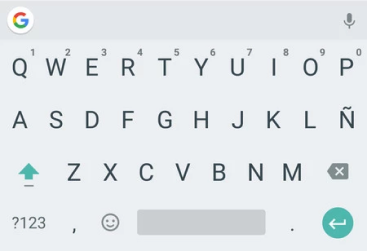 G
1 2 3 4 5 6 7 8 9 0
Q W E R T Y U I O P
A S D F G H J K L Ñ
Z X C V B N M
?123 , .